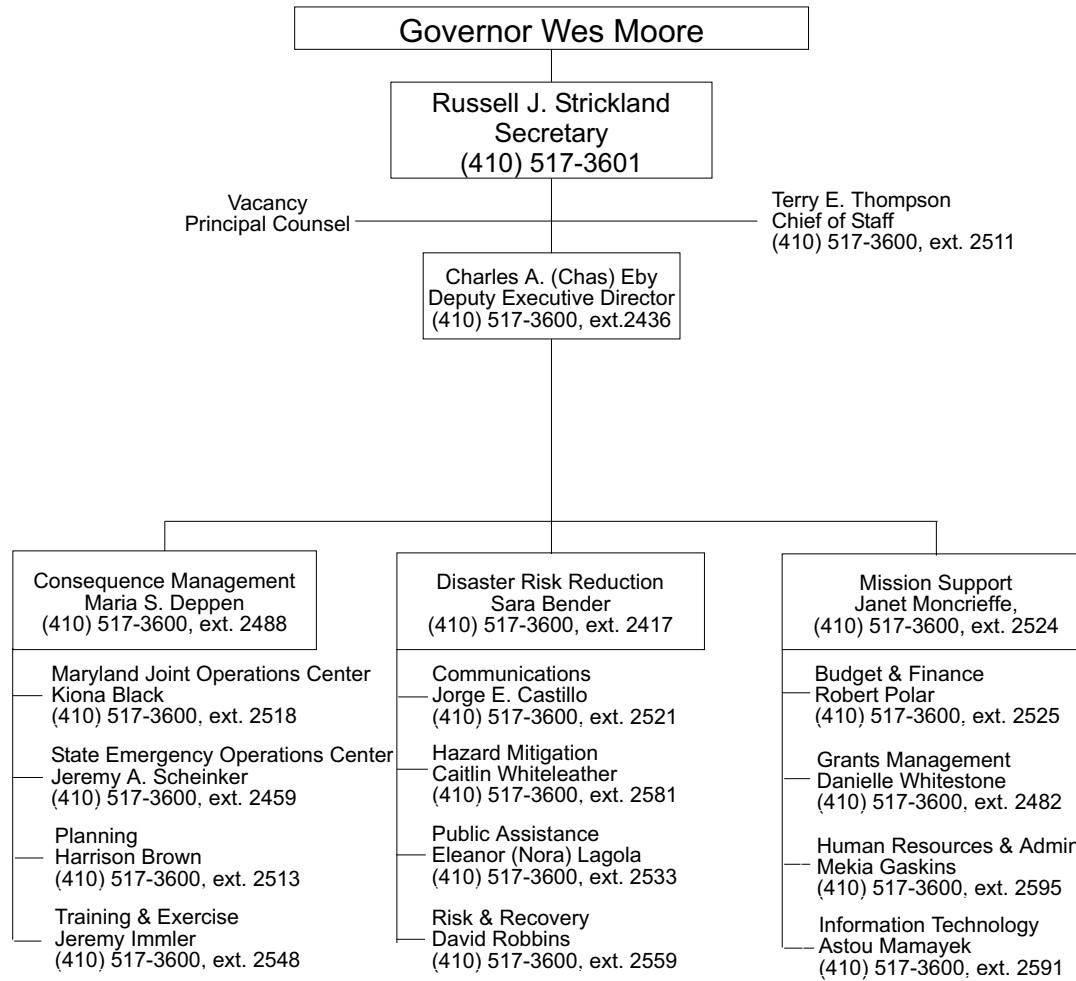 Governor Wes Moore
Russell J. Strickland
Secretary
(410) 517-3601
Vacancy
Principal Counsel
Terry E. Thompson
Chief of Staff
(410) 517-3600, ext. 2511
Charles A. (Chas) Eby
Deputy Executive Director
(410) 517-3600, ext.2436
Consequence Management
Maria S. Deppen
(410) 517-3600, ext. 2488
Maryland Joint Operations Center
Kiona Black
(410) 517-3600, ext. 2518
State Emergency Operations Center
Jeremy A. Scheinker
(410) 517-3600, ext. 2459
Planning
Harrison Brown
(410) 517-3600, ext. 2513
Training & Exercise
Jeremy Immler
(410) 517-3600, ext. 2548
Disaster Risk Reduction
Sara Bender
(410) 517-3600, ext. 2417
Communications
Jorge E. Castillo
(410) 517-3600, ext. 2521
Hazard Mitigation
Caitlin Whiteleather
(410) 517-3600, ext. 2581
Public Assistance
Eleanor (Nora) Lagola
(410) 517-3600, ext. 2533
Risk & Recovery
David Robbins
(410) 517-3600, ext. 2559
Mission Support
Janet Moncrieffe,
(410) 517-3600, ext. 2524
Budget & Finance
Robert Polar
(410) 517-3600, ext. 2525
Grants Management
Danielle Whitestone
(410) 517-3600, ext. 2482
Human Resources & Admin
Mekia Gaskins
(410) 517-3600, ext. 2595
Information Technology
Astou Mamayek
(410) 517-3600, ext. 2591